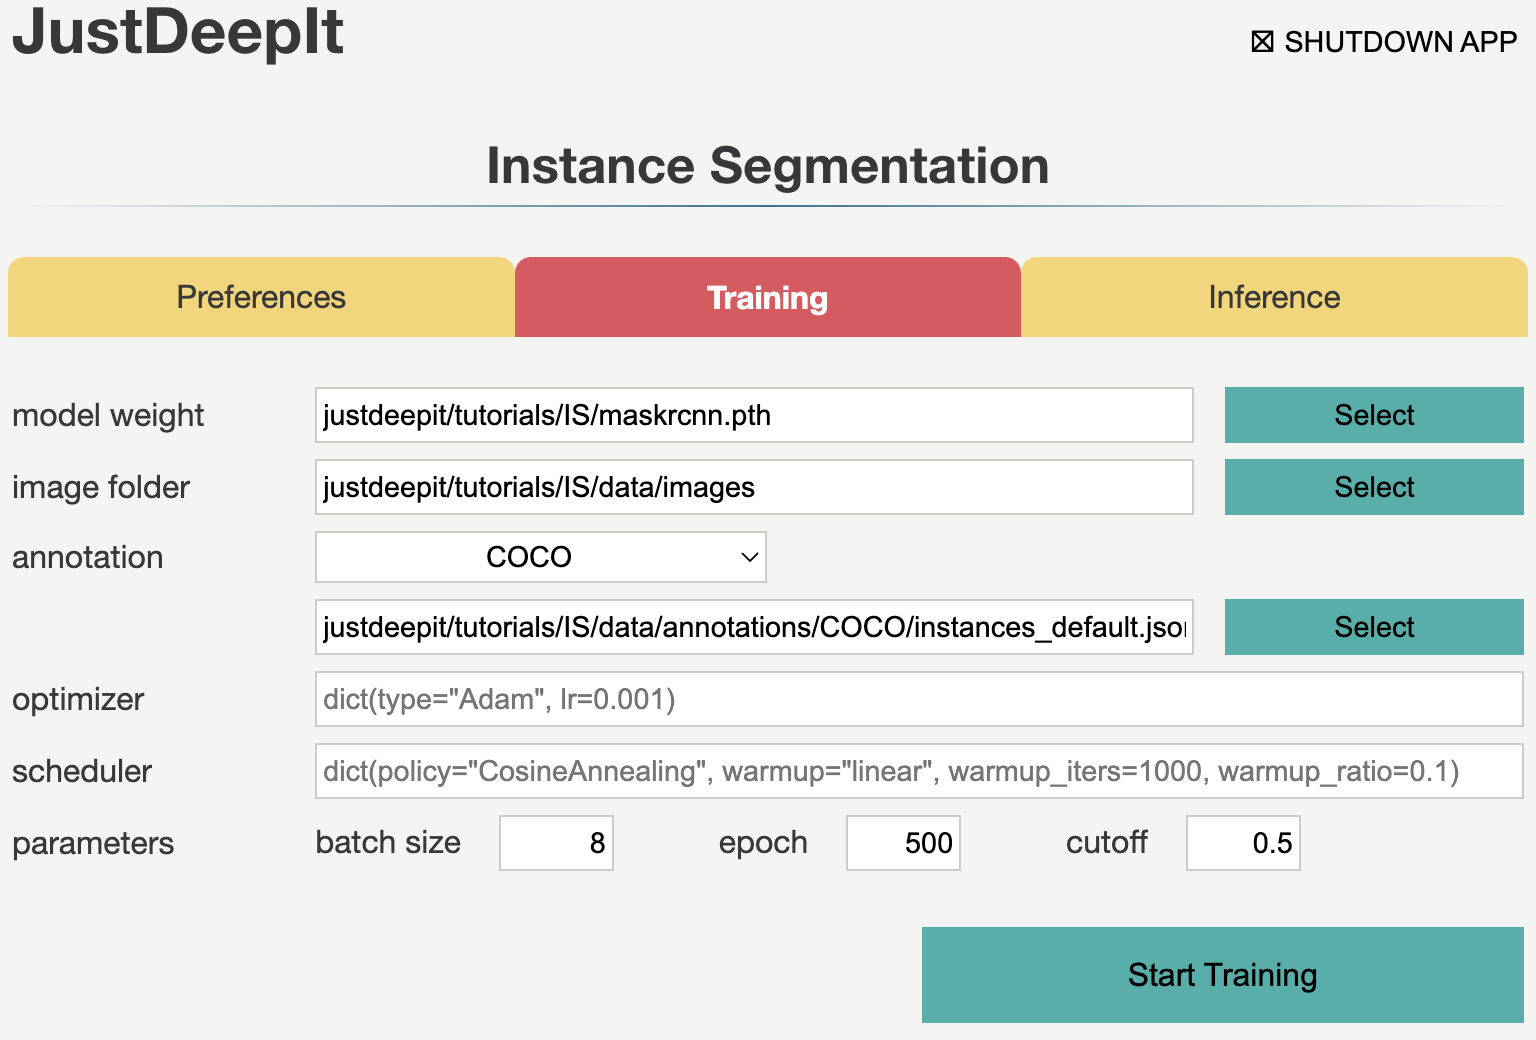 JustDeepIt
☒ SHUTDOWN APP
Instance Segmentation
Preferences Training Inference
model weight justdeepit/tutorials/IS/maskrcnn.pth Select
image folder justdeepit/tutorials/IS/data/images Select
annotation COCO
justdeepit/tutorials/IS/data/annotations/COCO/instances_default.jso Select
optimizer dict(type="Adam", lr=0.001)
scheduler dict(policy="CosineAnnealing", warmup="linear", warmup_iters=1000, warmup_ratio=0.1)
parameters batch size 8 epoch 500 cutoff 0.5
Start Training